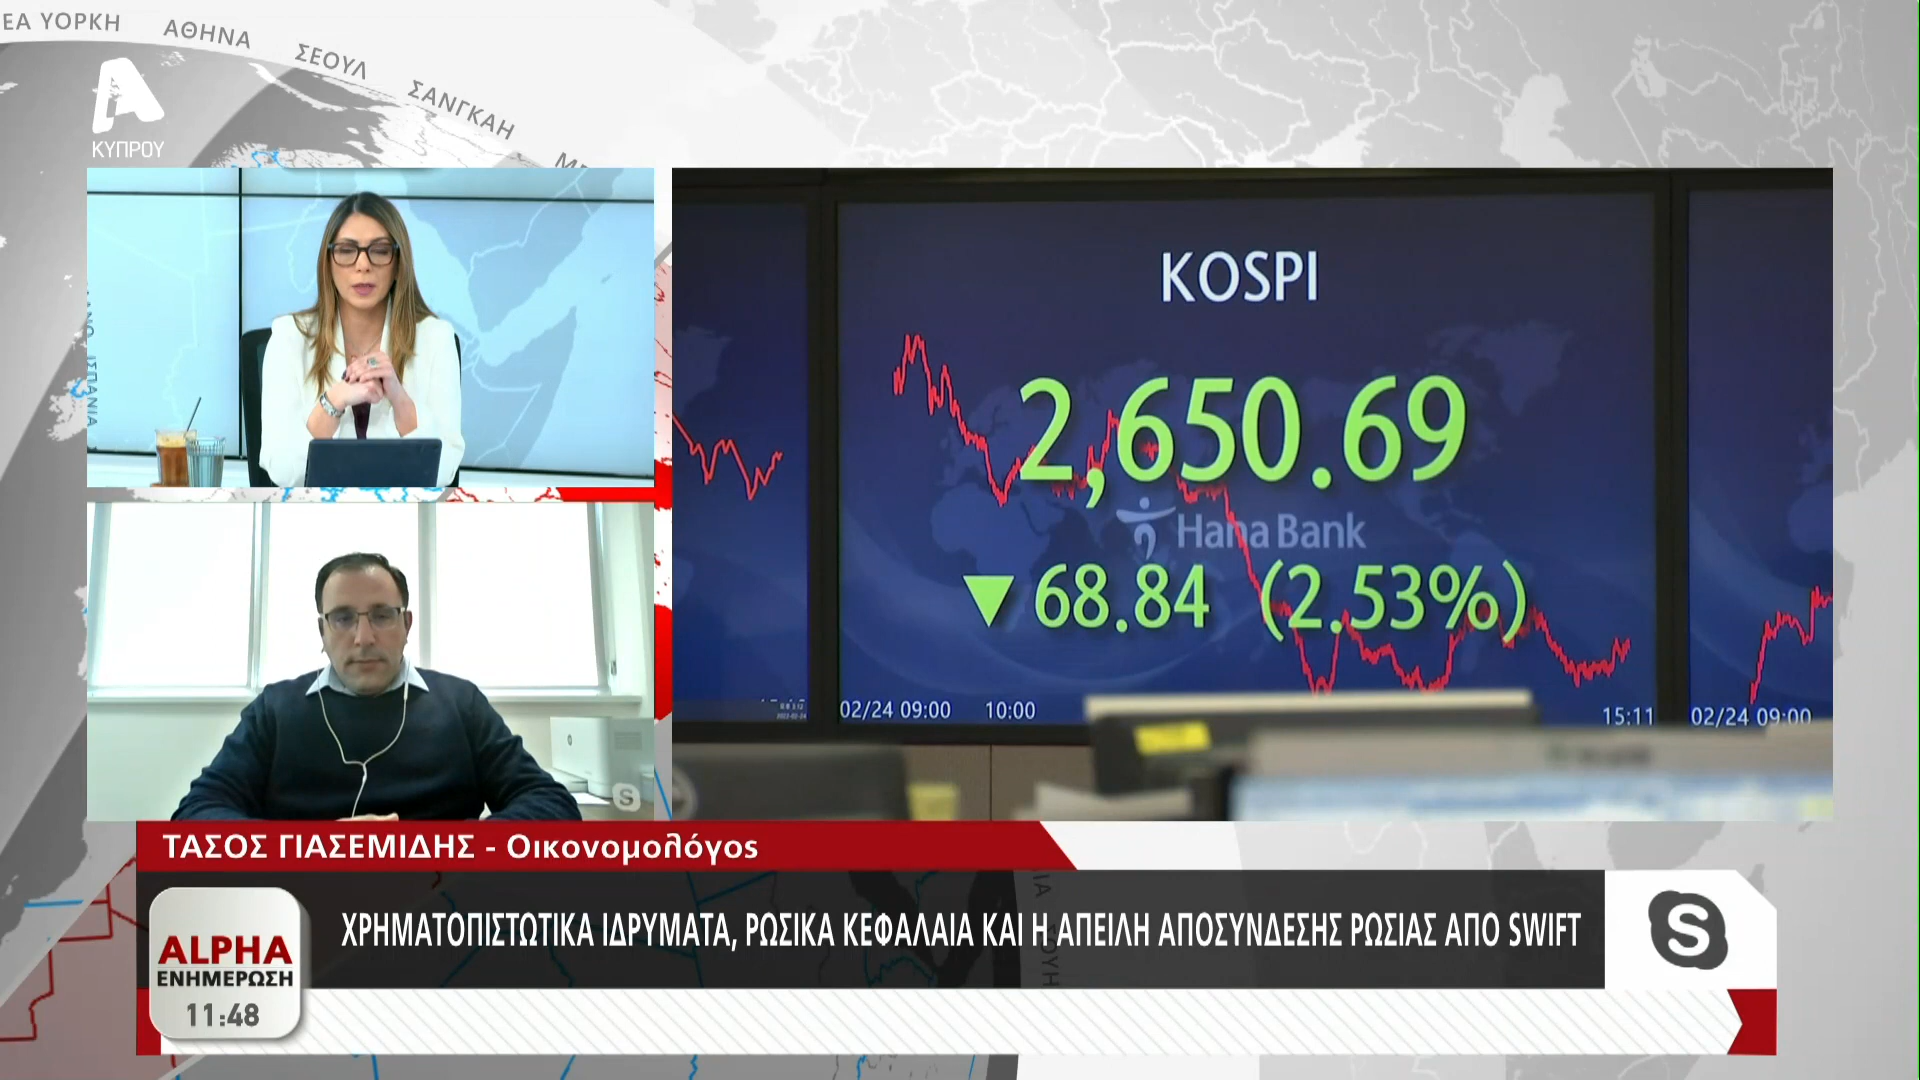 ΕΑ ΥΟΡΚΗ
ΑΘΗΝΑ
ΣΕΟΥΛ
ΣΑΝΓΚΑΗ
ΚΥΠΡΟΥ
ΙΣΠΑΝΙΑ
KOSPI
2,650.69
Hana Bank
▼68.84 (2.53%)
02/24 09:00
10:00
15:11
02/24 09:00
ΤΑΣΟΣ ΓΙΑΣΕΜΙΔΗΣ - Οικονομολόγος
ΧΡΗΜΑΤΟΠΙΣΤΩΤΙΚΑ ΙΔΡΥΜΑΤΑ, ΡΩΣΙΚΑ ΚΕΦΑΛΑΙΑ ΚΑΙ Η ΑΠΕΙΛΗ ΑΠΟΣΥΝΔΕΣΗΣ ΡΩΣΙΑΣ ΑΠΟ SWIFT
ALPHA
ΕΝΗΜΕΡΩΣΗ
11:48